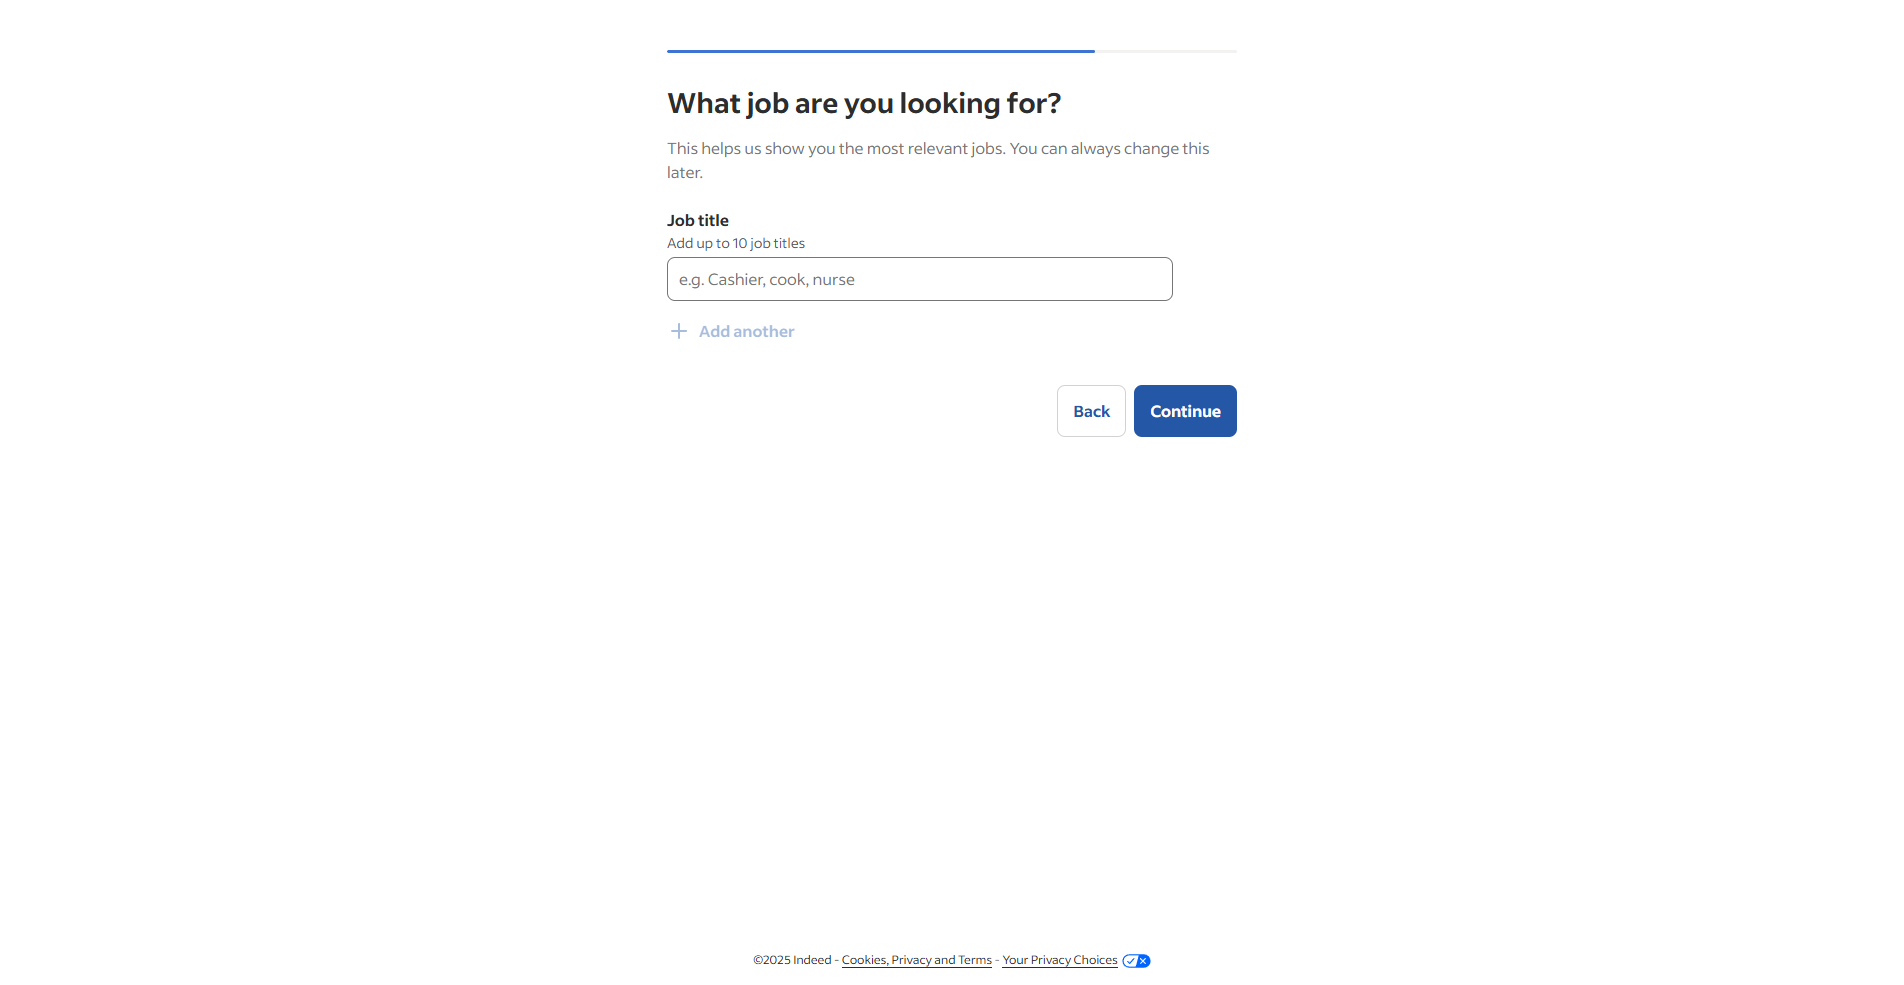 What job are you looking for?
This helps us show you the most relevant jobs. You can always change this
later.
Job title
Add up to 10 job titles
e.g. Cashier, cook, nurse
Add another
Back
Continue
©2025 Indeed - Cookies, Privacy and Terms - Your Privacy Choices